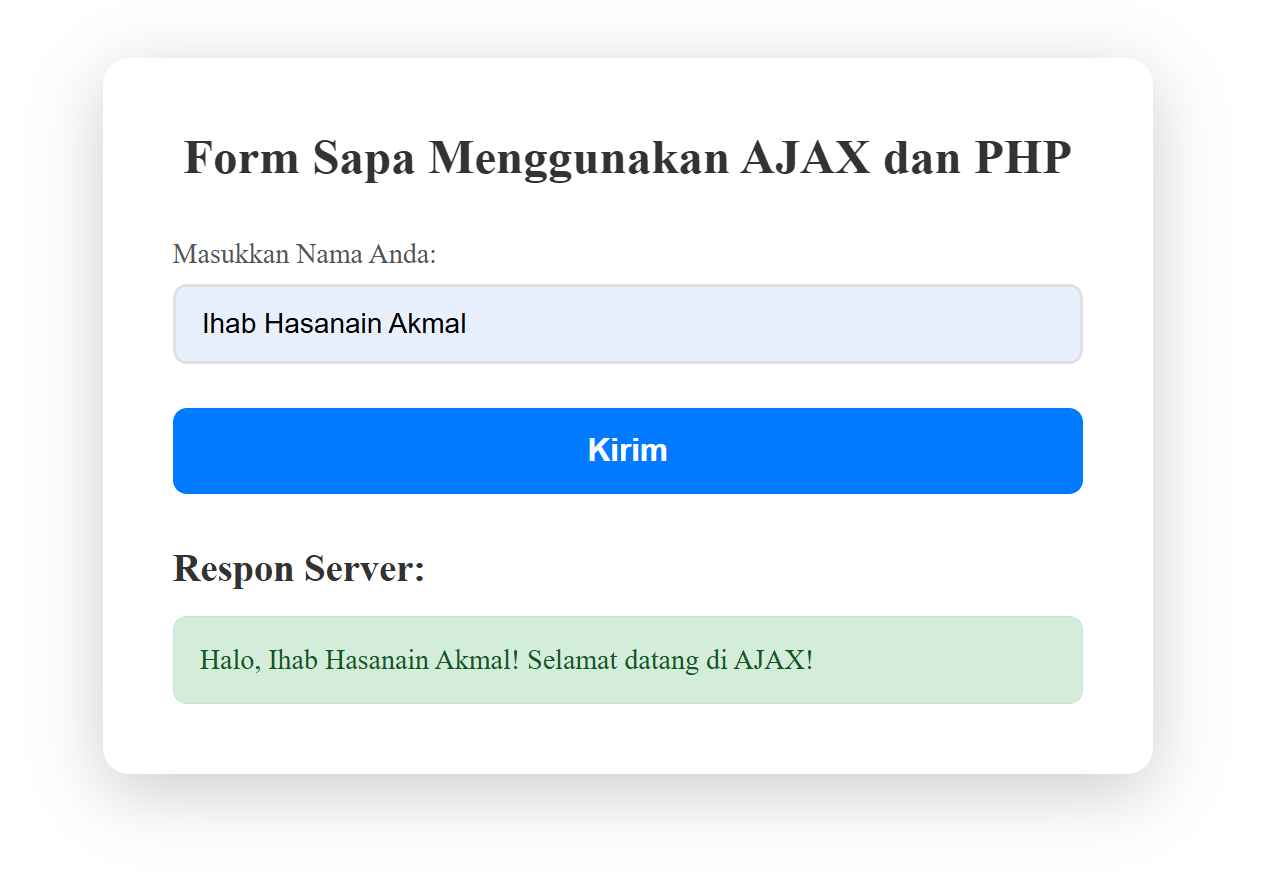 Form Sapa Menggunakan AJAX dan PHP
Masukkan Nama Anda:
Ihab Hasanain Akmal
Kirim
Respon Server:
Halo, Ihab Hasanain Akmal! Selamat datang di AJAX!